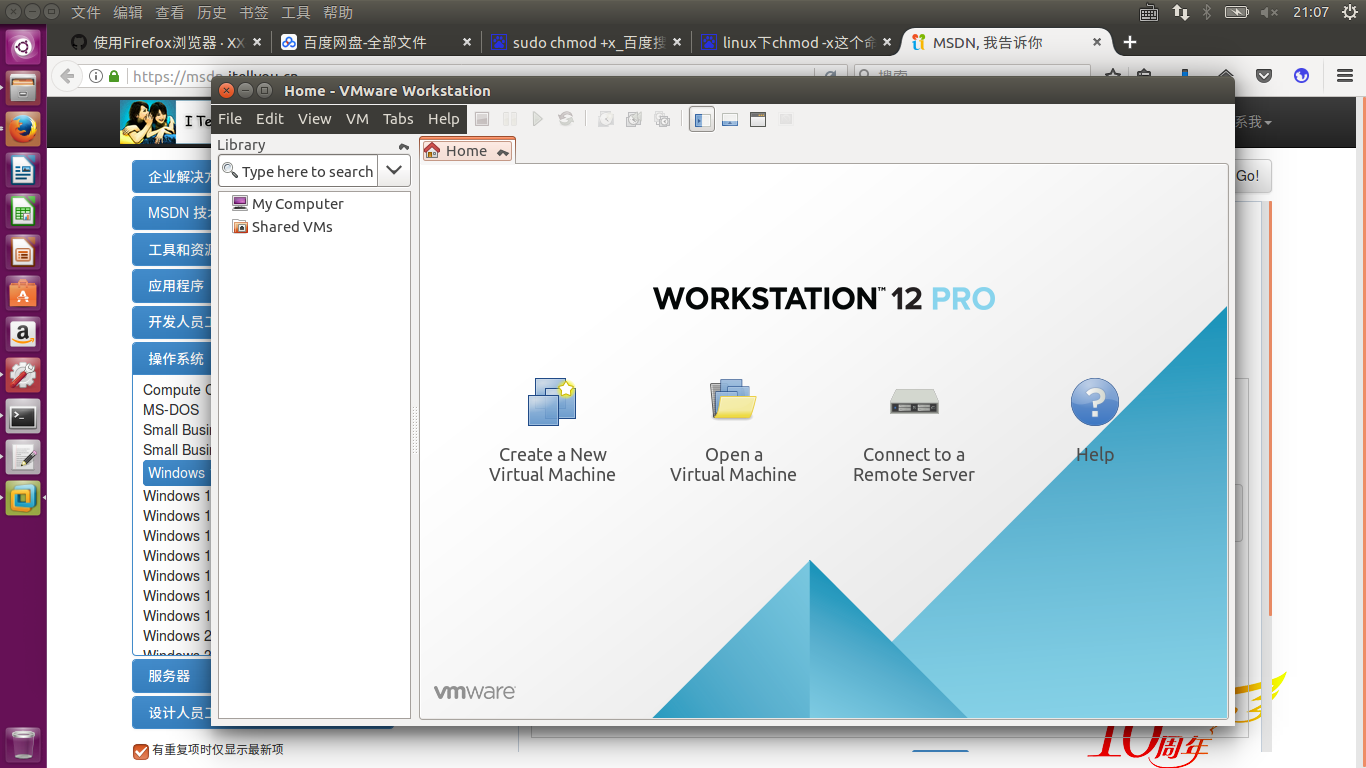 文件 编辑 查看 历史 书签 工具 帮助
21:07
使用Firefox浏览器 · XX
百度网盘-全部文件
sudo chmod +x_百度搜
linux下chmod -x这个命
MSDN, 我告诉你
https://msdn.itellyou.cn
搜索
Home - VMware Workstation
File Edit View VM Tabs Help
I Te
系我
Library
Home
Type here to search
My Computer
Shared VMs
企业解决方
MSDN 技术
工具和资源
应用程序
开发人员工
操作系统
Compute C
MS-DOS
Small Busi
Small Busi
Windows
Windows 1
Windows 1
Windows 1
Windows 1
Windows 1
Windows 1
Windows 1
Windows 2
服务器
设计人员工
有重复项时仅显示最新项
Go!
WORKSTATION™ 12 PRO
Create a New
Virtual Machine
Open a
Virtual Machine
Connect to a
Remote Server
Help
vmware
10周年